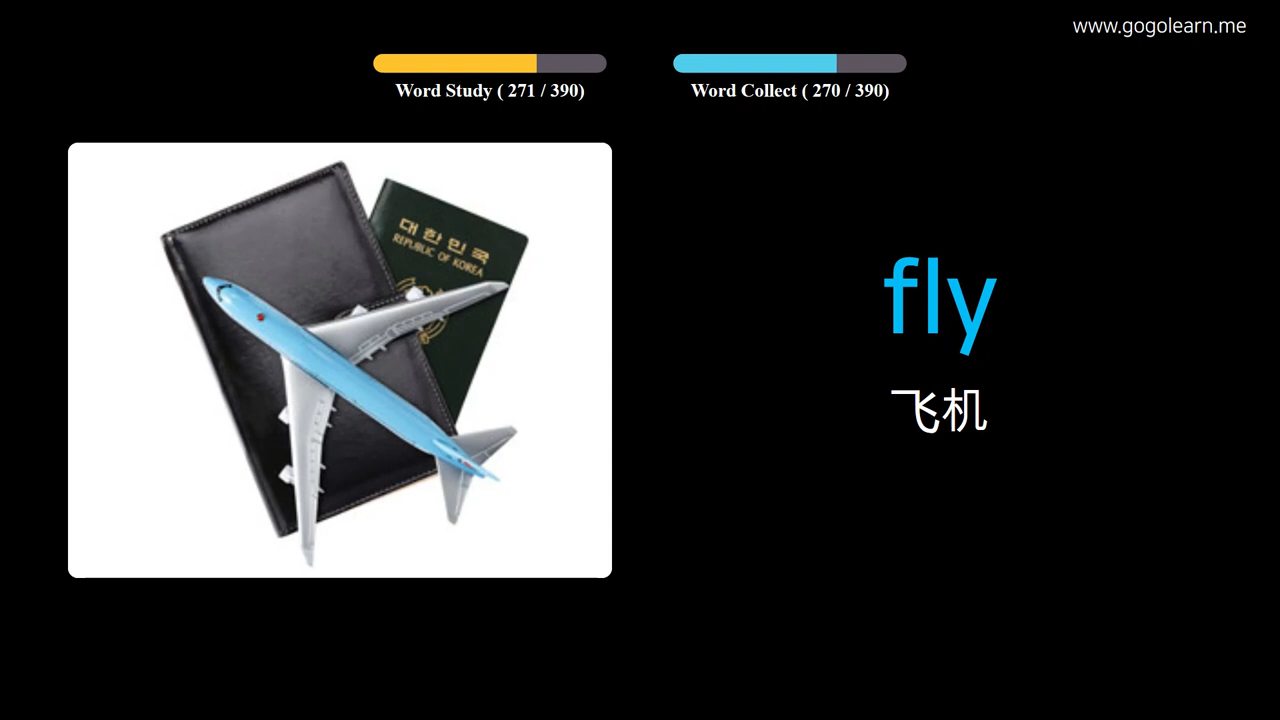 www.gogolearn.me
Word Study ( 271 / 390)
Word Collect ( 270 / 390)
대한민국
REPUBLIC OF KOREA
fly
飞机